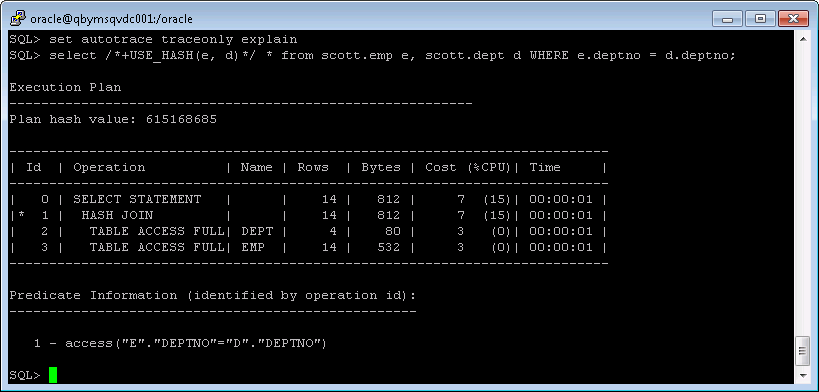 oracle@qbymsqvdc001:/oracle
SQL> set autotrace traceonly explain
SQL> select /*+USE_HASH(e, d)*/ * from scott.emp e, scott.dept d WHERE e.deptno = d.deptno;
Execution Plan
----------------------------------------------------------
Plan hash value: 615168685
---------------------------------------------------------------------------
| Id  | Operation          | Name | Rows  | Bytes | Cost (%CPU)| Time     |
---------------------------------------------------------------------------
|   0 | SELECT STATEMENT   |      |    14 |   812 |     7  (15)| 00:00:01 |
|*  1 |  HASH JOIN         |      |    14 |   812 |     7  (15)| 00:00:01 |
|   2 |   TABLE ACCESS FULL| DEPT |     4 |    80 |     3   (0)| 00:00:01 |
|   3 |   TABLE ACCESS FULL| EMP  |    14 |   532 |     3   (0)| 00:00:01 |
---------------------------------------------------------------------------
Predicate Information (identified by operation id):
---------------------------------------------------
   1 - access("E"."DEPTNO"="D"."DEPTNO")
SQL>